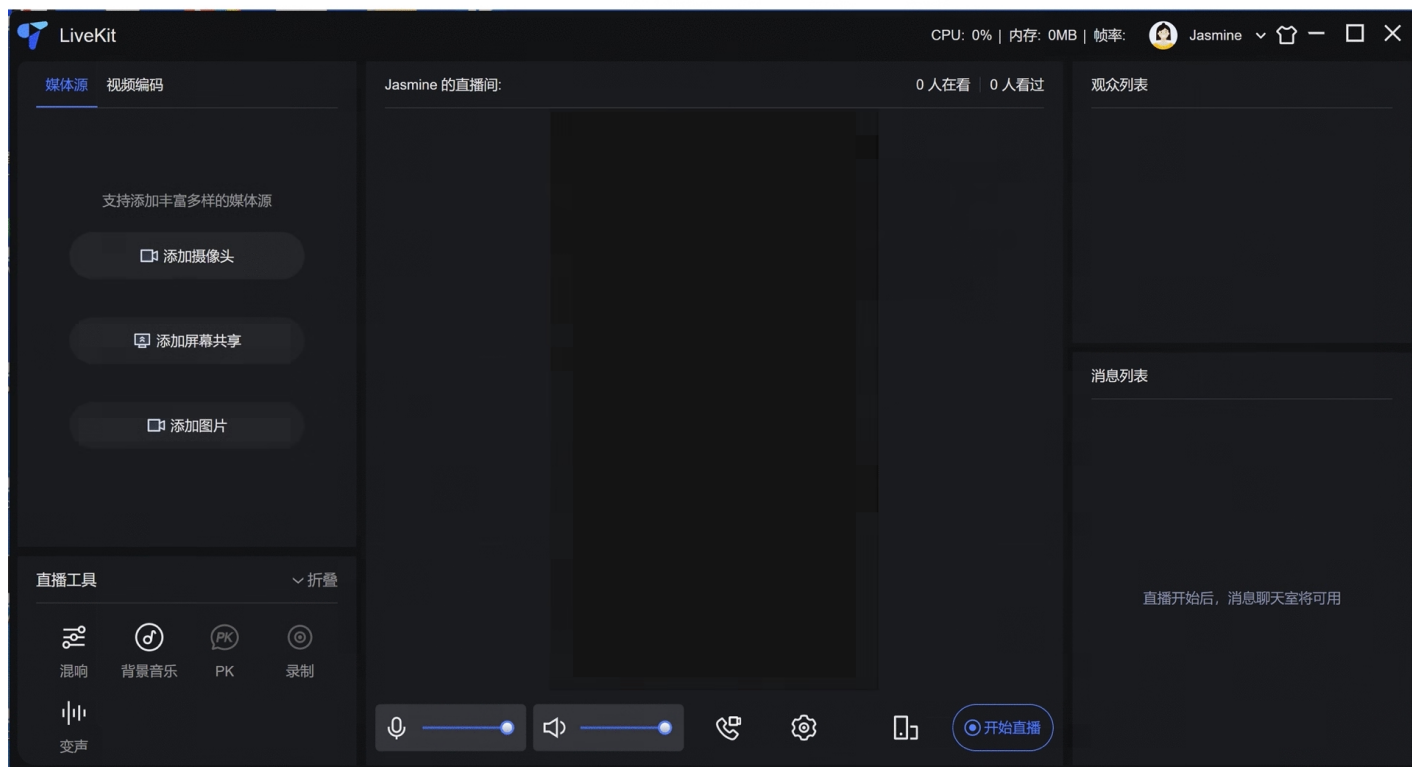 LiveKit
CPU: 0% | 内存: 0MB | 帧率:
Jasmine
媒体源 视频编码
支持添加丰富多样的媒体源
添加摄像头
添加屏幕共享
添加图片
直播工具
折叠
混响 背景音乐 PK 录制
变声
Jasmine 的直播间:
0 人在看 0 人看过
开始直播
观众列表
消息列表
直播开始后，消息聊天室将可用